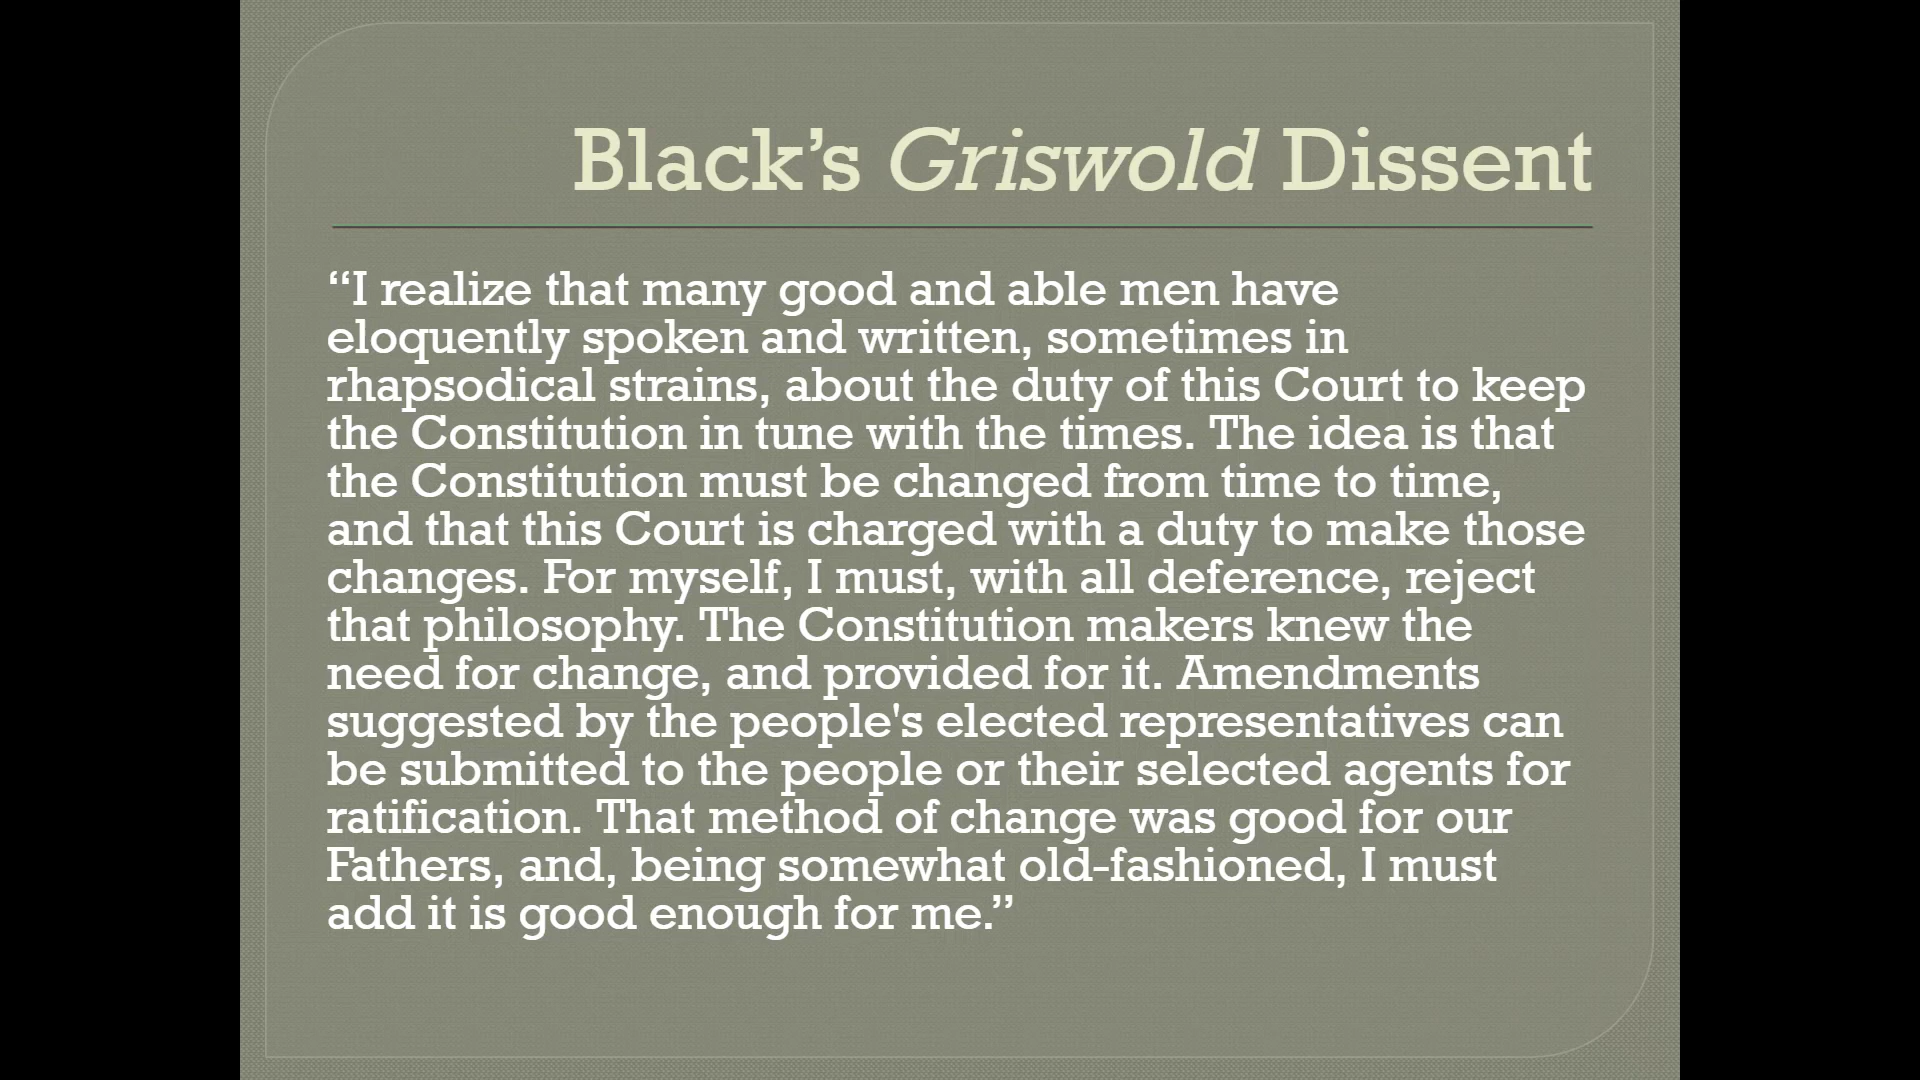 Black’s Griswold Dissent
“I realize that many good and able men have
eloquently spoken and written, sometimes in
rhapsodical strains, about the duty of this Court to keep
the Constitution in tune with the times. The idea is that
the Constitution must be changed from time to time,
and that this Court is charged with a duty to make those
changes. For myself, I must, with all deference, reject
that philosophy. The Constitution makers knew the
need for change, and provided for it. Amendments
suggested by the people's elected representatives can
be submitted to the people or their selected agents for
ratification. That method of change was good for our
Fathers, and, being somewhat old-fashioned, I must
add it is good enough for me.”